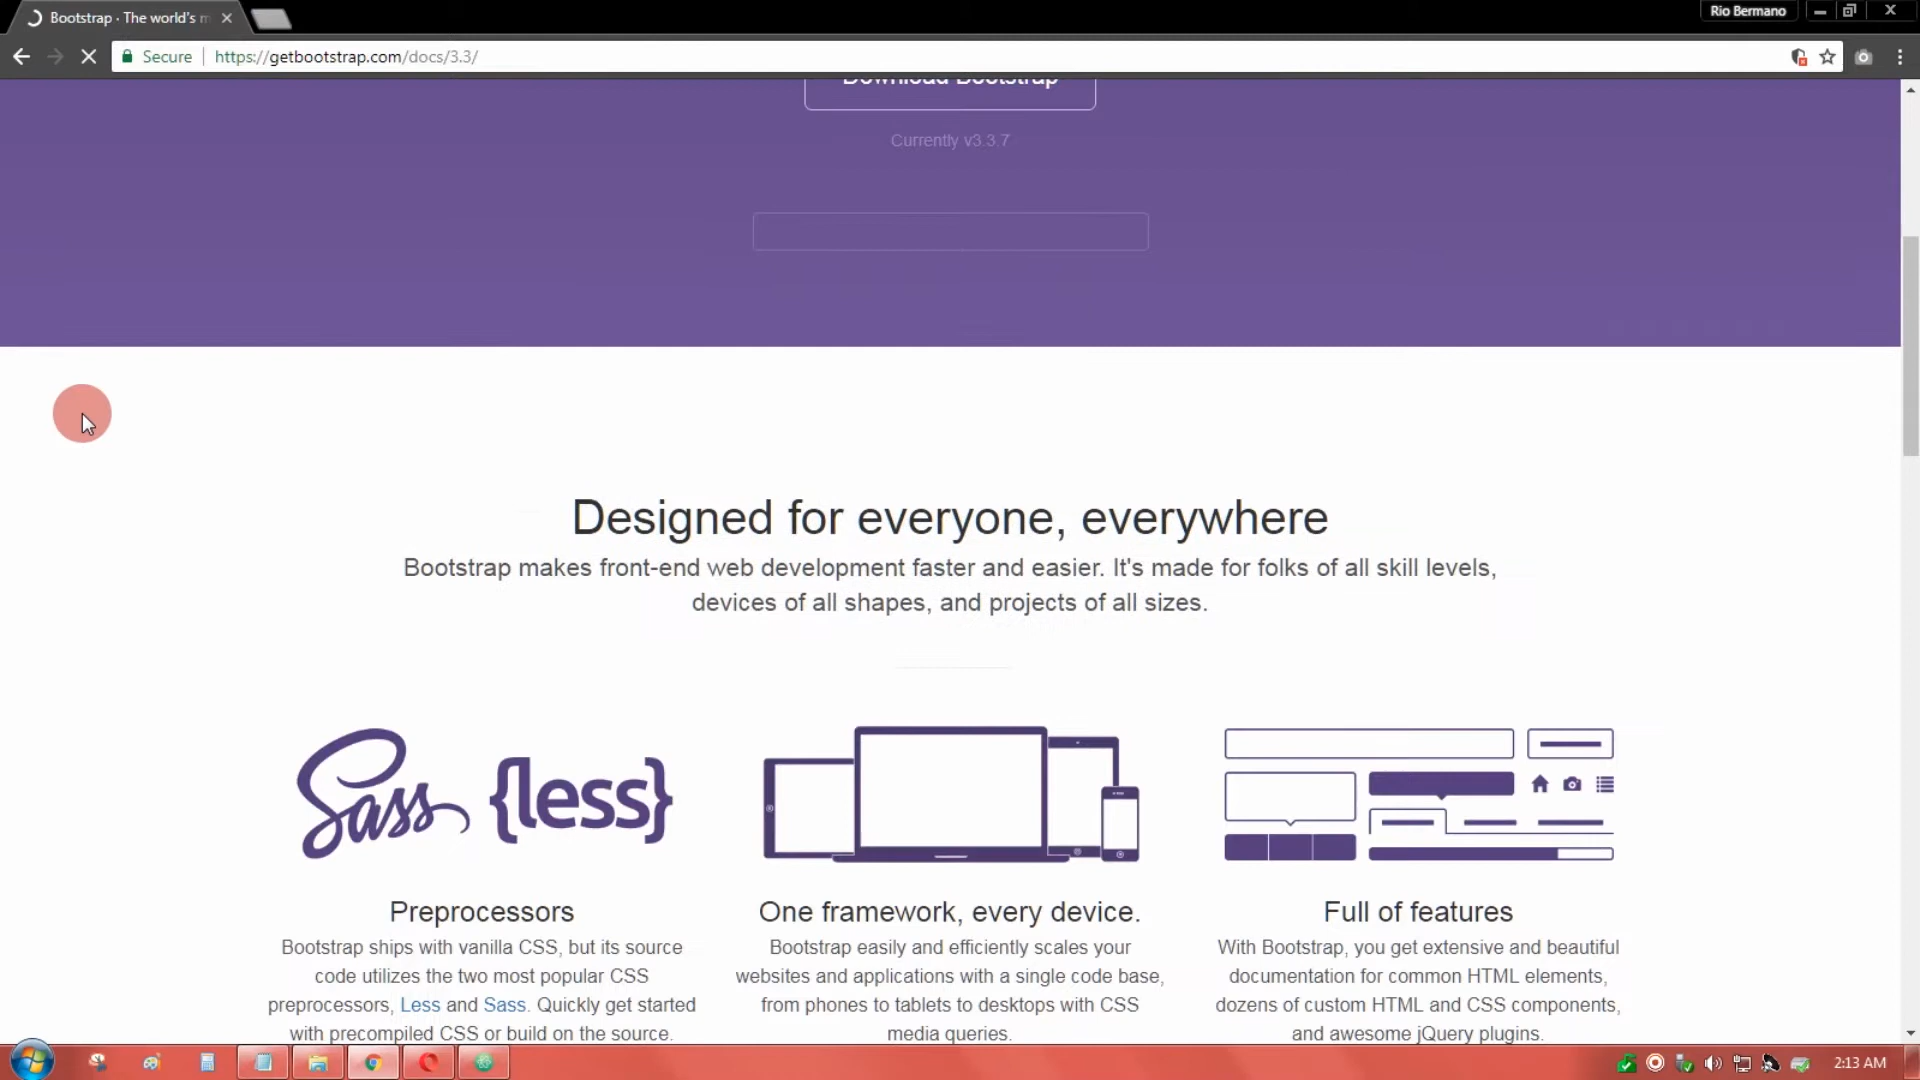 Bootstrap · The world's m
Rio Bermano
Secure
https://getbootstrap.com/docs/3.3/
Download Bootstrap
Currently v3.3.7
Designed for everyone, everywhere
Bootstrap makes front-end web development faster and easier. It's made for folks of all skill levels,
devices of all shapes, and projects of all sizes.
Sass {less}
Preprocessors
Bootstrap ships with vanilla CSS, but its source
code utilizes the two most popular CSS
preprocessors, Less and Sass. Quickly get started
with precompiled CSS or build on the source.
One framework, every device.
Bootstrap easily and efficiently scales your
websites and applications with a single code base,
from phones to tablets to desktops with CSS
media queries.
Full of features
With Bootstrap, you get extensive and beautiful
documentation for common HTML elements,
dozens of custom HTML and CSS components,
and awesome jQuery plugins.
2:13 AM